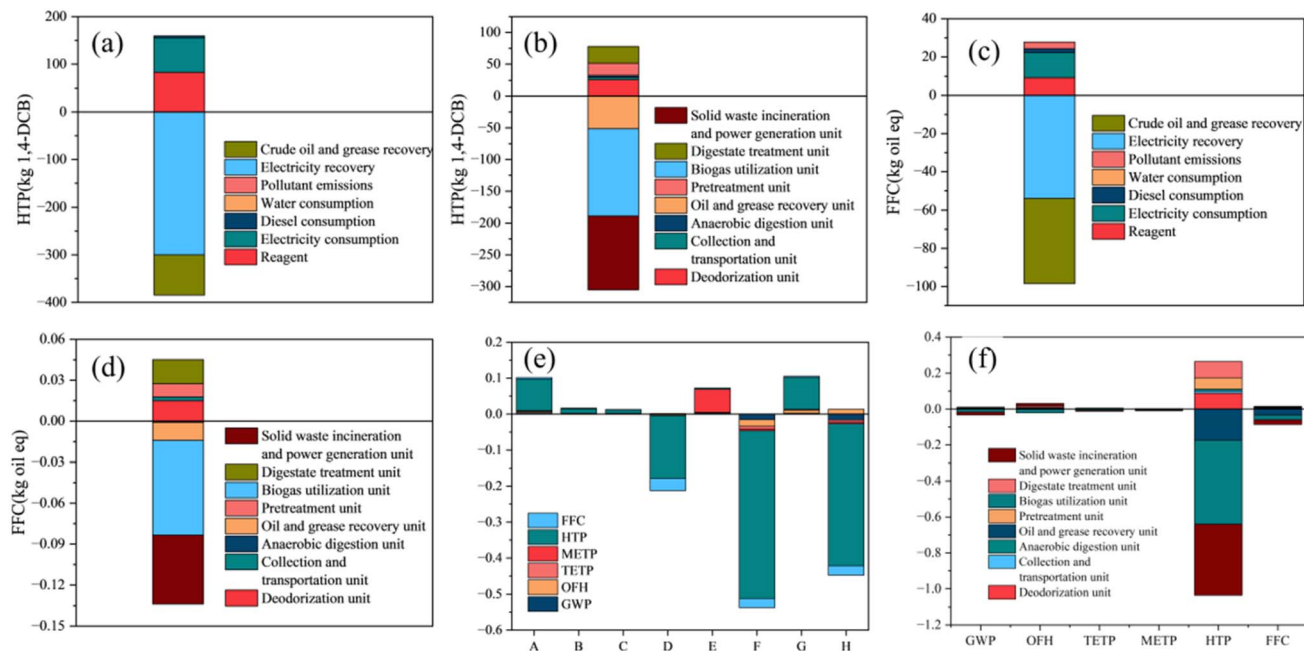 (a)
HTP(kg 1,4-DCB)
200
100
0
−100
−200
−300
−400
Crude oil and grease recovery
Electricity recovery
Pollutant emissions
Water consumption
Diesel consumption
Electricity consumption
Reagent
(b)
HTP(kg 1,4-DCB)
100
50
0
−50
−100
−150
−200
−250
−300
Solid waste incineration
and power generation unit
Digestate treatment unit
Biogas utilization unit
Pretreatment unit
Oil and grease recovery unit
Anaerobic digestion unit
Collection and
transportation unit
Deodorization unit
(c)
FFC(kg oil eq)
40
20
0
−20
−40
−60
−80
−100
Crude oil and grease recovery
Electricity recovery
Pollutant emissions
Water consumption
Diesel consumption
Electricity consumption
Reagent
(d)
FFC(kg oil eq)
0.06
0.03
0.00
−0.03
−0.06
−0.09
−0.12
−0.15
Solid waste incineration
and power generation unit
Digestate treatment unit
Biogas utilization unit
Pretreatment unit
Oil and grease recovery unit
Anaerobic digestion unit
Collection and
transportation unit
Deodorization unit
(e)
0.2
0.1
0.0
−0.1
−0.2
−0.3
−0.4
−0.5
−0.6
FFC
HTP
METP
TETP
OFH
GWP
A B C D E F G H
(f)
0.4
0.2
0.0
−0.2
−0.4
−0.6
−0.8
−1.0
−1.2
Solid waste incineration
and power generation unit
Digestate treatment unit
Biogas utilization unit
Pretreatment unit
Oil and grease recovery unit
Anaerobic digestion unit
Collection and
transportation unit
Deodorization unit
GWP OFH TETP METP HTP FFC